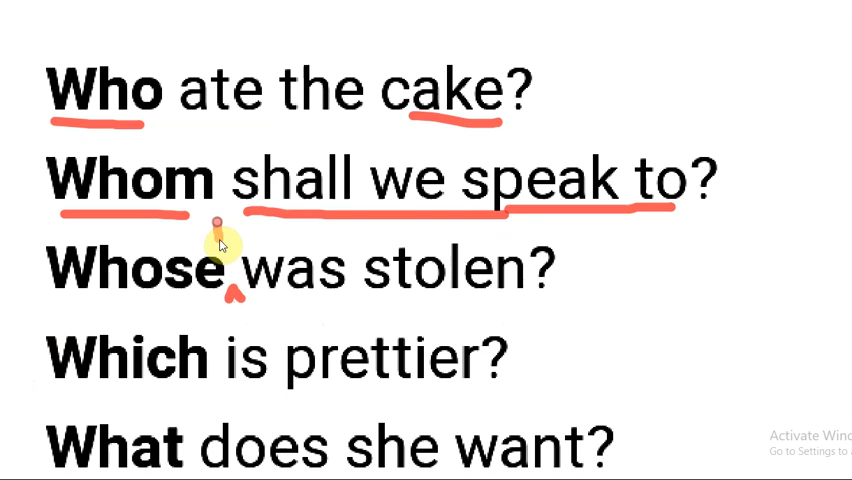 Who ate the cake?
Whom shall we speak to?
Whose was stolen?
Which is prettier?
What does she want?
Activate Wind
Go to Settings to